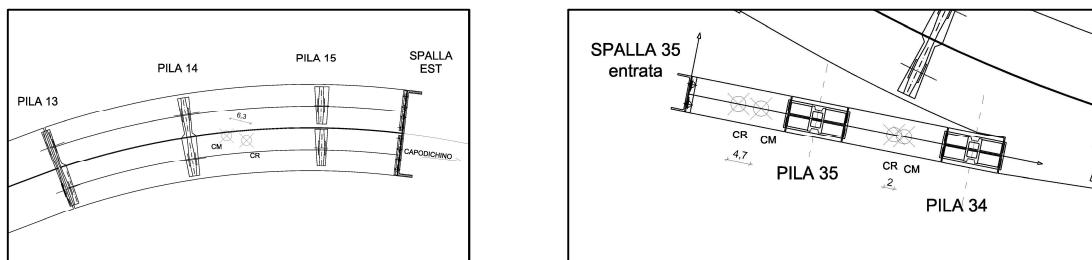 PILA 13
PILA 14
PILA 15
SPALLA
EST
6,3
CM
CR
CAPODICHINO
SPALLA 35
entrata
CR
CM
4,7
PILA 35
CR CM
2
PILA 34